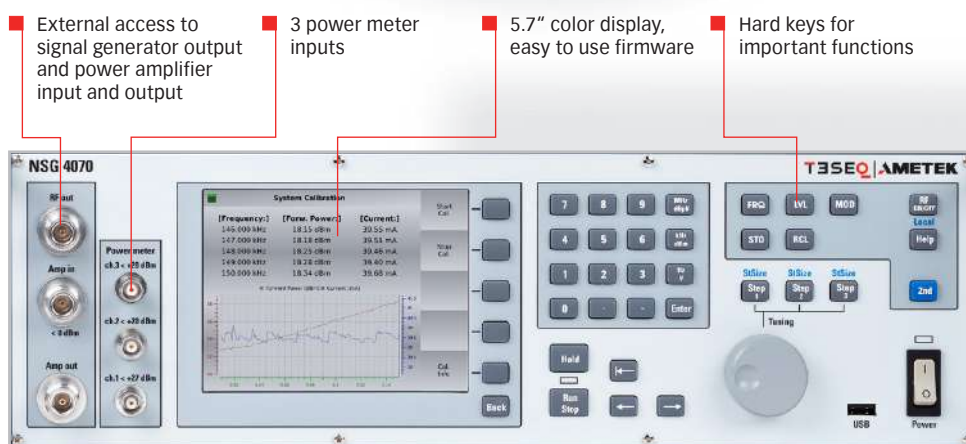 External access to
signal generator output
and power amplifier
input and output
3 power meter
inputs
5.7“ color display,
easy to use firmware
Hard keys for
important functions
NSG 4070
TESEQ AMETEK
RF out
Amp in
< 0 dBm
Amp out
Power meter
ch.3 < +20 dBm
ch.2 < +20 dBm
ch.1 < +27 dBm
System Calibration
[Frequency:] [Forw. Power:] [Current:]
146.000 kHz 18.15 dBm 39.55 mA
147.000 kHz 18.18 dBm 39.51 mA
148.000 kHz 18.25 dBm 39.46 mA
149.000 kHz 18.28 dBm
150.000 kHz 18.34 dBm 39.68 mA
Start
Cal.
Stop
Cal.
Cal.
Info
Back
7 8 9
4 5 6
1 2 3
0 . - Enter
Hold
Run
Stop
FRQ LVL MOD
STO RCL
RF
ON/OFF
Local
Help
2nd
StSize StSize StSize
Step
1
Step
2
Step
3
Tuning
USB
Power